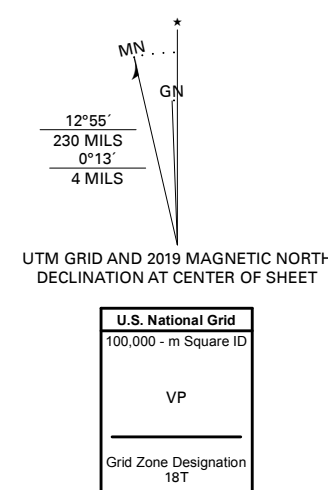 ★
MN
GN
12°55´
230 MILS
0°13´
4 MILS
UTM GRID AND 2019 MAGNETIC NORTH
DECLINATION AT CENTER OF SHEET
U.S. National Grid
100,000 - m Square ID
VP
Grid Zone Designation
18T